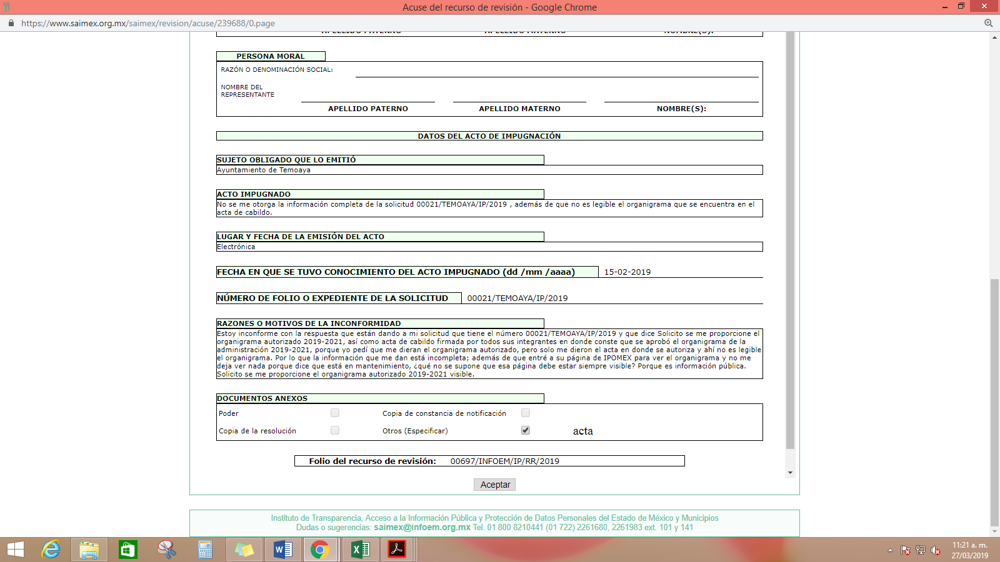 Acuse del recurso de revisión - Google Chrome
https://www.saimex.org.mx/saimex/revision/acuse/239688/0.page
APELLIDO PATERNO APELLIDO MATERNO NOMBRE(S):
PERSONA MORAL
RAZÓN O DENOMINACIÓN SOCIAL:
NOMBRE DEL
REPRESENTANTE
APELLIDO PATERNO APELLIDO MATERNO NOMBRE(S):
DATOS DEL ACTO DE IMPUGNACIÓN
SUJETO OBLIGADO QUE LO EMITIÓ
Ayuntamiento de Temoaya
ACTO IMPUGNADO
No se me otorga la información completa de la solicitud 00021/TEMOAYA/IP/2019 , además de que no es legible el organigrama que se encuentra en el
acta de cabildo.
LUGAR Y FECHA DE LA EMISIÓN DEL ACTO
Electrónica
FECHA EN QUE SE TUVO CONOCIMIENTO DEL ACTO IMPUGNADO (dd /mm /aaaa) 15-02-2019
NÚMERO DE FOLIO O EXPEDIENTE DE LA SOLICITUD 00021/TEMOAYA/IP/2019
RAZONES O MOTIVOS DE LA INCONFORMIDAD
Estoy inconforme con la respuesta que están dando a mi solicitud que tiene el número 00021/TEMOAYA/IP/2019 y que dice Solicito se me proporcione el
organigrama autorizado 2019-2021, así como acta de cabildo firmada por todos sus integrantes en donde conste que se aprobó el organigrama de la
administración 2019-2021, porque yo pedí que me dieran el organigrama autorizado, pero solo me dieron el acta en donde se autoriza y ahí no es legible
el organigrama. Por lo que la información que me dan está incompleta; además de que entré a su página de IPOMEX para ver el organigrama y no me
deja ver nada porque dice que está en mantenimiento, ¿qué no se supone que esa página debe estar siempre visible? Porque es información pública.
Solicito se me proporcione el organigrama autorizado 2019-2021 visible.
DOCUMENTOS ANEXOS
Poder Copia de constancia de notificación
Copia de la resolución Otros (Especificar) acta
Folio del recurso de revisión: 00697/INFOEM/IP/RR/2019
Aceptar
Instituto de Transparencia, Acceso a la Información Pública y Protección de Datos Personales del Estado de México y Municipios
Dudas o sugerencias: saimex@infoem.org.mx Tel. 01 800 8210441 (01 722) 2261680, 2261983 ext. 101 y 141
11:21 a. m.
27/03/2019